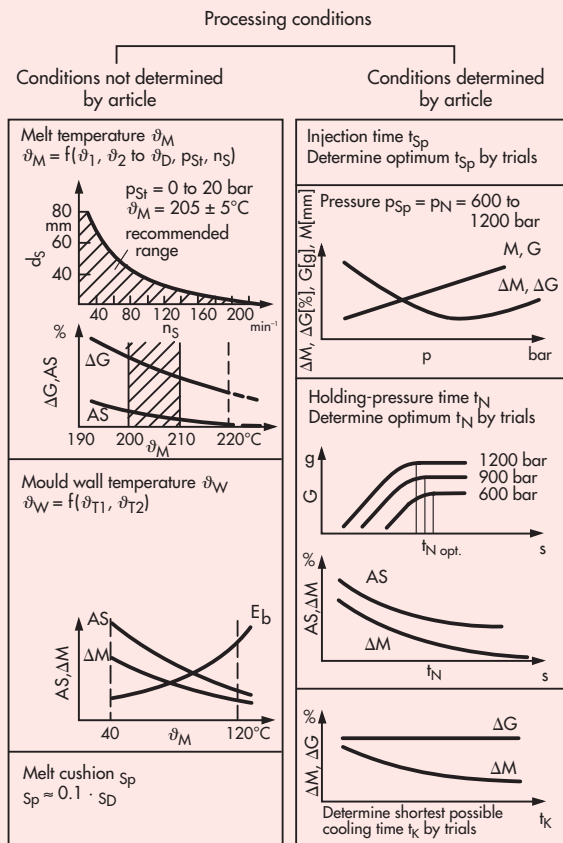 Processing conditions
Conditions not determined
by article
Melt temperature ϑM
ϑM = f(ϑ1, ϑ2 to ϑD, pSt, nS)
pSt = 0 to 20 bar
ϑM = 205 ± 5°C
recommended
range
80
mm
60
40
dS
40 80 120 160 200 min⁻¹
nS
%
ΔG
AS
ΔG,AS
190 200 210 220°C
ϑM
Mould wall temperature ϑW
ϑW = f(ϑT1, ϑT2)
AS
Eb
ΔM
AS,ΔM
40 ϑM 120°C
Melt cushion Sp
Sp ≈ 0.1 · SD
Conditions determined
by article
Injection time tSp
Determine optimum tSp by trials
Pressure pSp = pN = 600 to
1200 bar
ΔM, ΔG[%], G[g], M[mm]
M, G
ΔM, ΔG
p bar
Holding-pressure time tN
Determine optimum tN by trials
g
G
1200 bar
900 bar
600 bar
tN opt. s
%
AS,ΔM
AS
ΔM
tN s
%
ΔM, ΔG
ΔG
ΔM
Determine shortest possible
cooling time tK by trials
tK